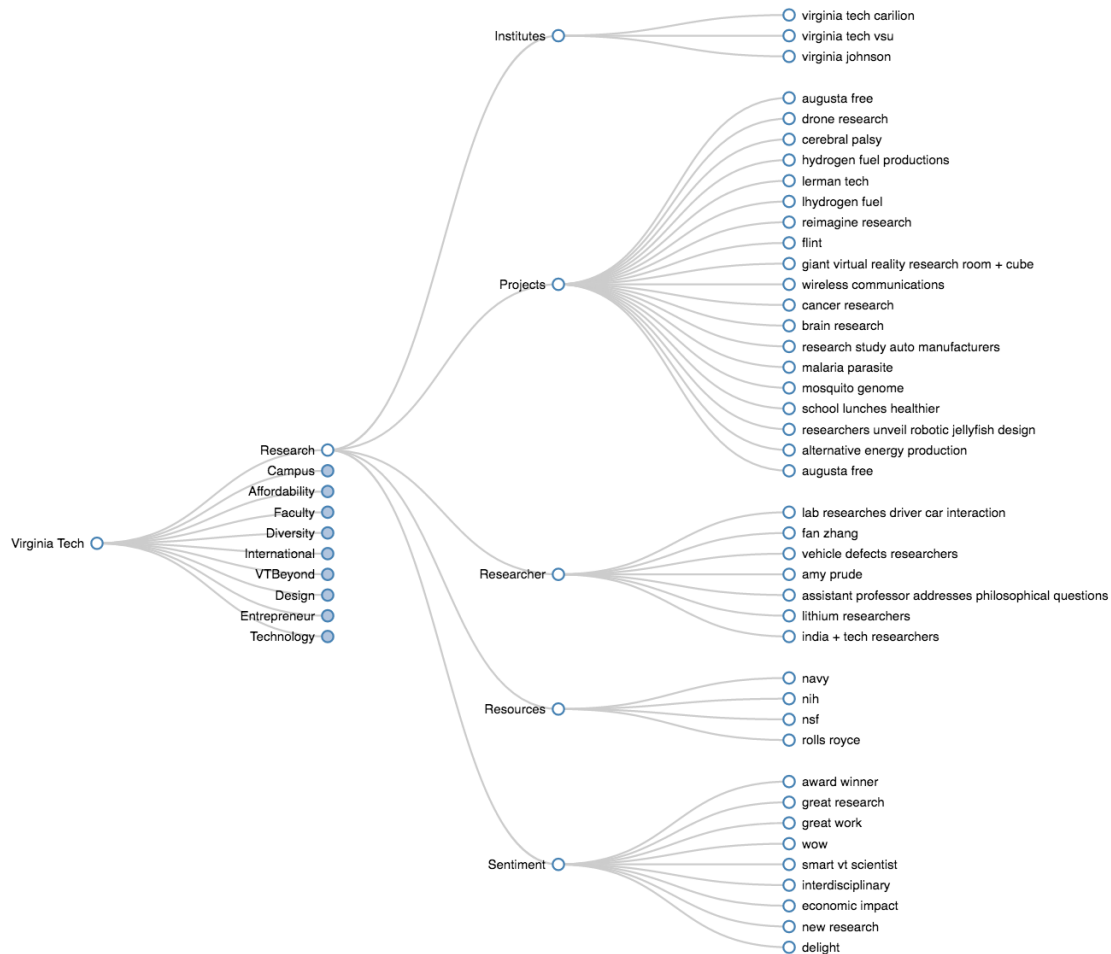 Virginia Tech
Research
Campus
Affordability
Faculty
Diversity
International
VTBeyond
Design
Entrepreneur
Technology
Institutes
virginia tech carilion
virginia tech vsu
virginia johnson
Projects
augusta free
drone research
cerebral palsy
hydrogen fuel productions
lerman tech
lhydrogen fuel
reimagine research
flint
giant virtual reality research room + cube
wireless communications
cancer research
brain research
research study auto manufacturers
malaria parasite
mosquito genome
school lunches healthier
researchers unveil robotic jellyfish design
alternative energy production
augusta free
Researcher
lab researches driver car interaction
fan zhang
vehicle defects researchers
amy prude
assistant professor addresses philosophical questions
lithium researchers
india + tech researchers
Resources
navy
nih
nsf
rolls royce
Sentiment
award winner
great research
great work
wow
smart vt scientist
interdisciplinary
economic impact
new research
delight